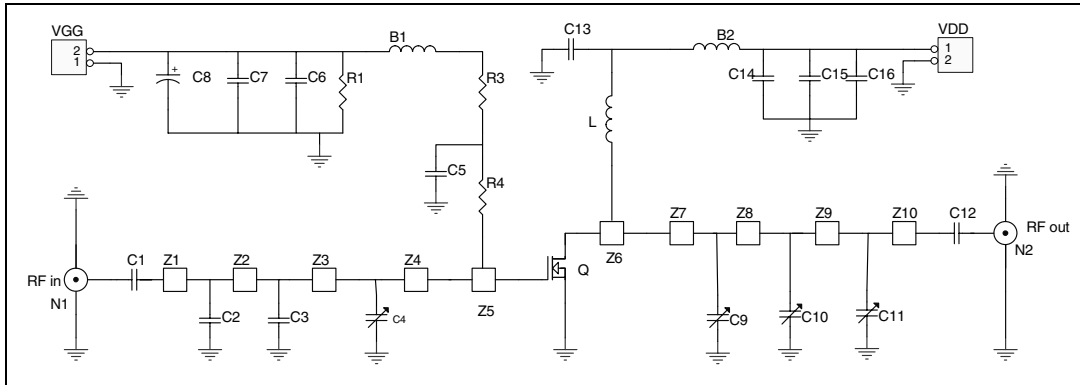 VGG
2
1
+
C8
C7
C6
R1
B1
R3
C5
R4
C13
B2
VDD
1
2
C14
C15
C16
L
RF in
N1
C1
Z1
Z2
Z3
Z4
Z5
C2
C3
C4
Q
Z6
Z7
Z8
Z9
Z10
C12
RF out
N2
C9
C10
C11